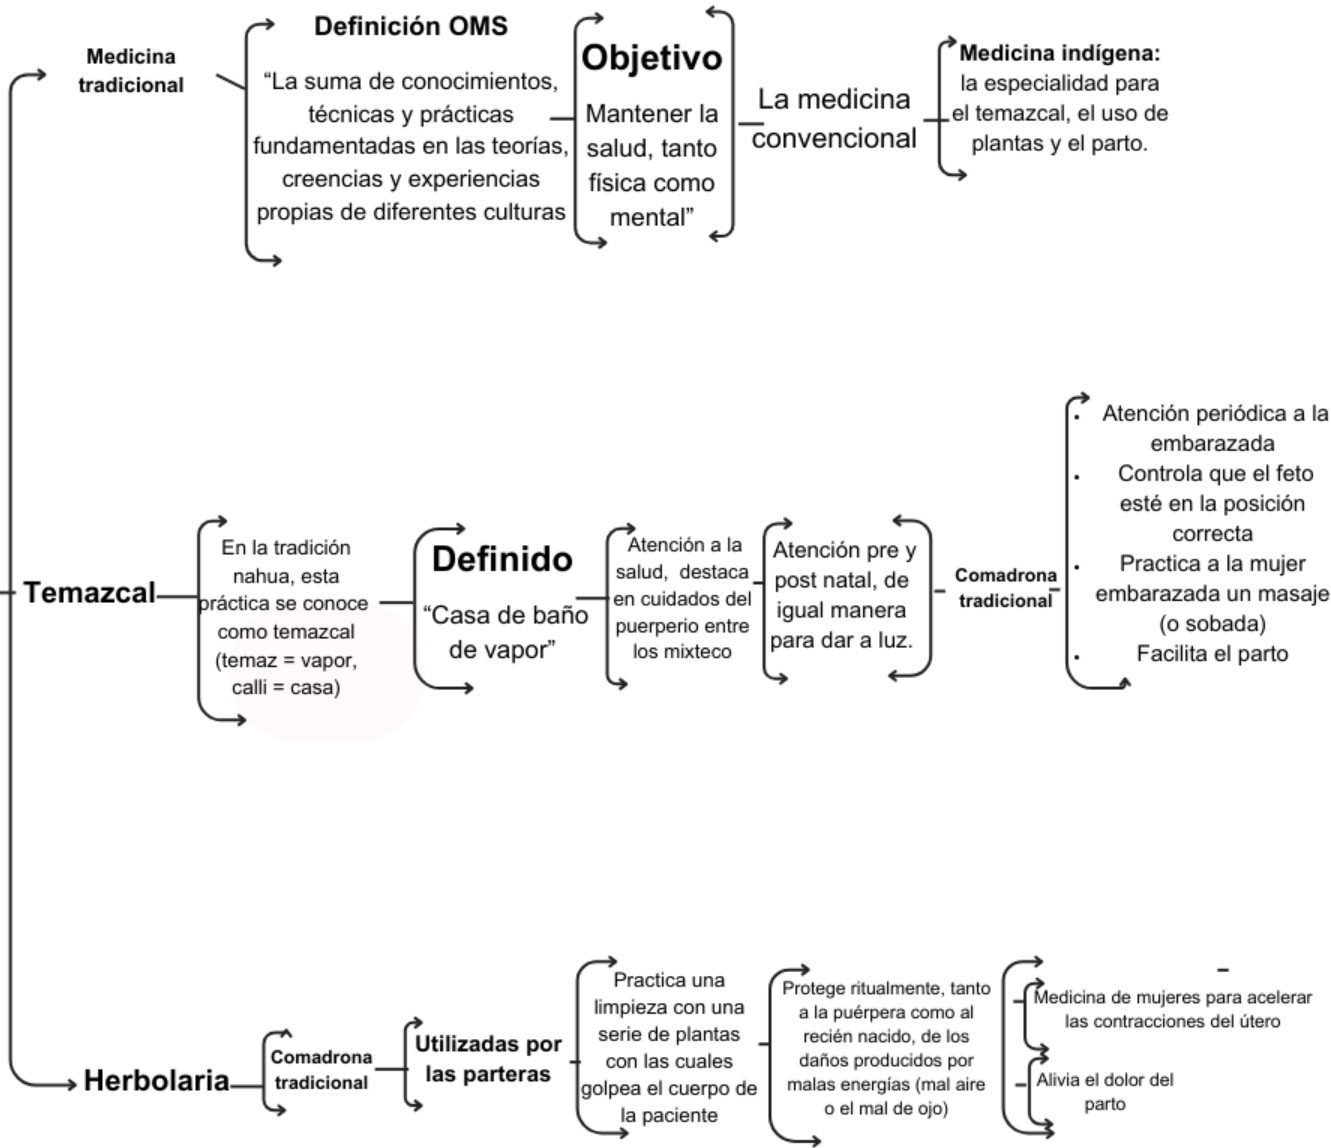 Medicina
tradicional
Definición OMS
“La suma de conocimientos,
técnicas y prácticas
fundamentadas en las teorías,
creencias y experiencias
propias de diferentes culturas
Objetivo
Mantener la
salud, tanto
física como
mental”
La medicina
convencional
Medicina indígena:
la especialidad para
el temazcal, el uso de
plantas y el parto.
Temazcal
En la tradición
nahua, esta
práctica se conoce
como temazcal
(temaz = vapor,
calli = casa)
Definido
“Casa de baño
de vapor”
Atención a la
salud, destaca
en cuidados del
puerperio entre
los mixteco
Atención pre y
post natal, de
igual manera
para dar a luz.
Comadrona
tradicional
• Atención periódica a la
embarazada
• Controla que el feto
esté en la posición
correcta
• Practica a la mujer
embarazada un masaje
(o sobada)
• Facilita el parto
Herbolaria
Comadrona
tradicional
Utilizadas por
las parteras
Practica una
limpieza con una
serie de plantas
con las cuales
golpea el cuerpo de
la paciente
Protege ritualmente, tanto
a la puérpera como al
recién nacido, de los
daños producidos por
malas energías (mal aire
o el mal de ojo)
Medicina de mujeres para acelerar
las contracciones del útero
Alivia el dolor del
parto